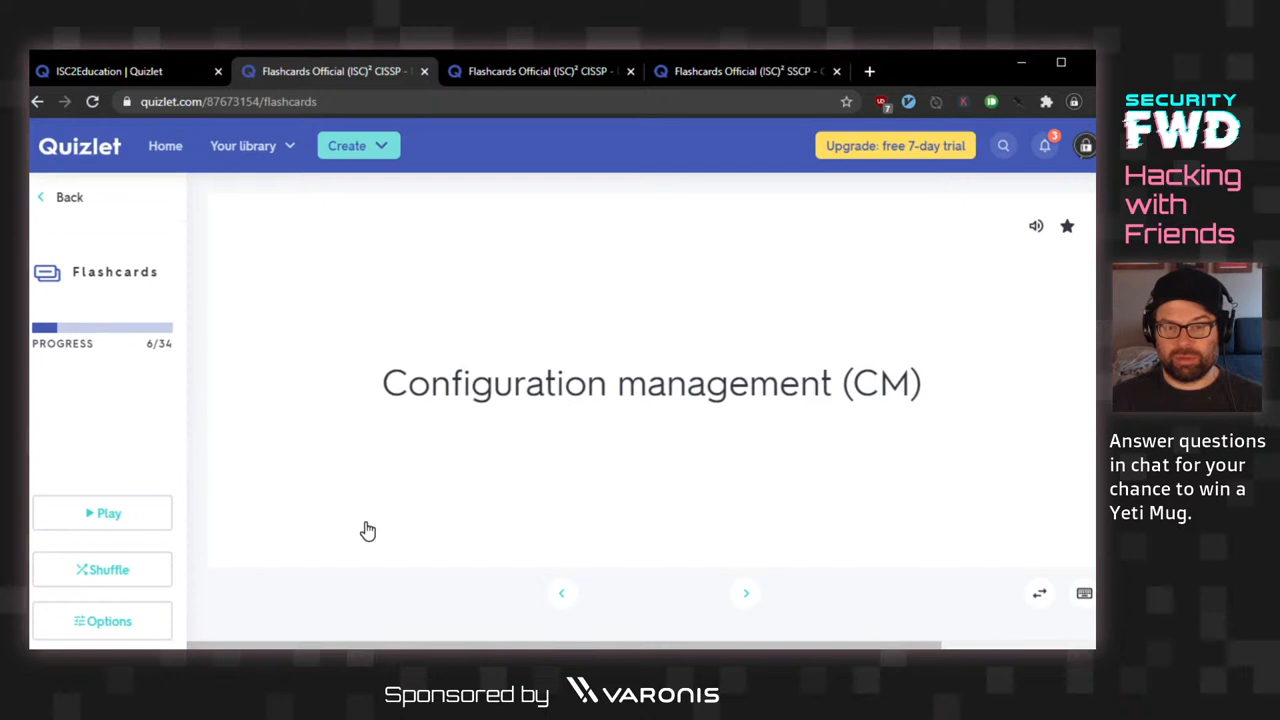 ISC2Education | Quizlet
Flashcards Official (ISC)² CISSP -
Flashcards Official (ISC)² CISSP -
Flashcards Official (ISC)² SSCP -
quizlet.com/87673154/flashcards
7
Quizlet
Home
Your library
Create
Upgrade: free 7-day trial
3
Back
Flashcards
PROGRESS 6/34
Configuration management (CM)
Play
Shuffle
Options
SECURITY
FWD
Hacking
with
Friends
Answer questions
in chat for your
chance to win a
Yeti Mug.
Sponsored by VARONIS